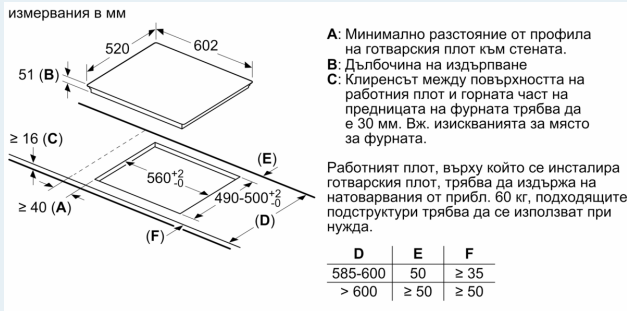 измервания в мм
520
602
51 (B)
≥ 16 (C)
(E)
560+2-0
490-500+2-0
≥ 40 (A)
(D)
(F)
A: Минимално разстояние от профила
на готварския плот към стената.
B: Дълбочина на издърпване
C: Клиренсът между повърхността на
работния плот и горната част на
предницата на фурната трябва да
е 30 мм. Вж. изискванията за място
за фурната.
Работният плот, върху който се инсталира
готварския плот, трябва да издържа на
натоварвания от прибл. 60 кг, подходящите
подструктури трябва да се използват при
нужда.
D E F
585-600 50 ≥ 35
> 600 ≥ 50 ≥ 50